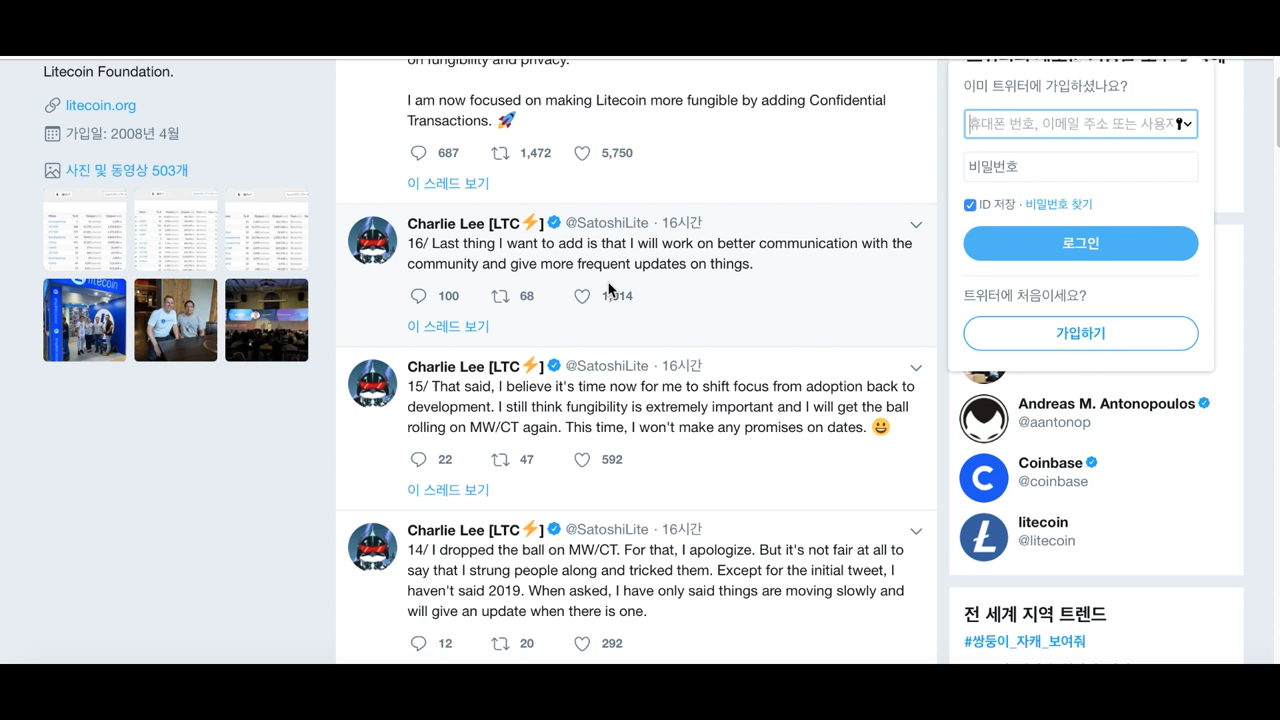 Litecoin Foundation.
litecoin.org
가입일: 2008년 4월
사진 및 동영상 503개
on fungibility and privacy.
I am now focused on making Litecoin more fungible by adding Confidential
Transactions. 🚀
687 1,472 5,750
이 스레드 보기
Charlie Lee [LTC⚡] @SatoshiLite · 16시간
16/ Last thing I want to add is that I will work on better communication with the
community and give more frequent updates on things.
100 68
이 스레드 보기
Charlie Lee [LTC⚡] @SatoshiLite · 16시간
15/ That said, I believe it's time now for me to shift focus from adoption back to
development. I still think fungibility is extremely important and I will get the ball
rolling on MW/CT again. This time, I won't make any promises on dates. 😀
22 47 592
이 스레드 보기
Charlie Lee [LTC⚡] @SatoshiLite · 16시간
14/ I dropped the ball on MW/CT. For that, I apologize. But it's not fair at all to
say that I strung people along and tricked them. Except for the initial tweet, I
haven't said 2019. When asked, I have only said things are moving slowly and
will give an update when there is one.
12 20 292
이미 트위터에 가입하셨나요?
휴대폰 번호, 이메일 주소 또는
비밀번호
ID 저장 · 비밀번호 찾기
로그인
트위터에 처음이세요?
가입하기
Andreas M. Antonopoulos
@aantonop
Coinbase
@coinbase
litecoin
@litecoin
전 세계 지역 트렌드
#쌍둥이_자캐_보여줘